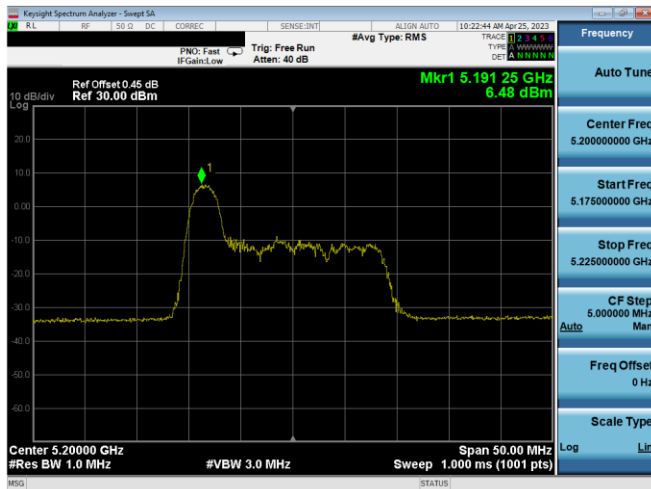 Keysight Spectrum Analyzer - Swept SA
RL RF 50 Ω DC CORREC SENSE:INT ALIGN AUTO 10:22:44 AM Apr 25, 2023
#Avg Type: RMS
TRACE 1 2 3 4 5 6
PNO: Fast Trig: Free Run TYPE A WWWWW
IFGain:Low Atten: 40 dB DET A N N N N N
Mkr1 5.191 25 GHz
Ref Offset 0.45 dB
10 dB/div Ref 30.00 dBm 6.48 dBm
Log
1
20.0
10.0
0.00
-10.0
-20.0
-30.0
-40.0
-50.0
-60.0
Center 5.20000 GHz Span 50.00 MHz
#Res BW 1.0 MHz #VBW 3.0 MHz Sweep 1.000 ms (1001 pts)
MSG STATUS
Frequency
Auto Tune
Center Freq
5.200000000 GHz
Start Freq
5.175000000 GHz
Stop Freq
5.225000000 GHz
CF Step
5.000000 MHz
Auto Man
Freq Offset
0 Hz
Scale Type
Log Lin